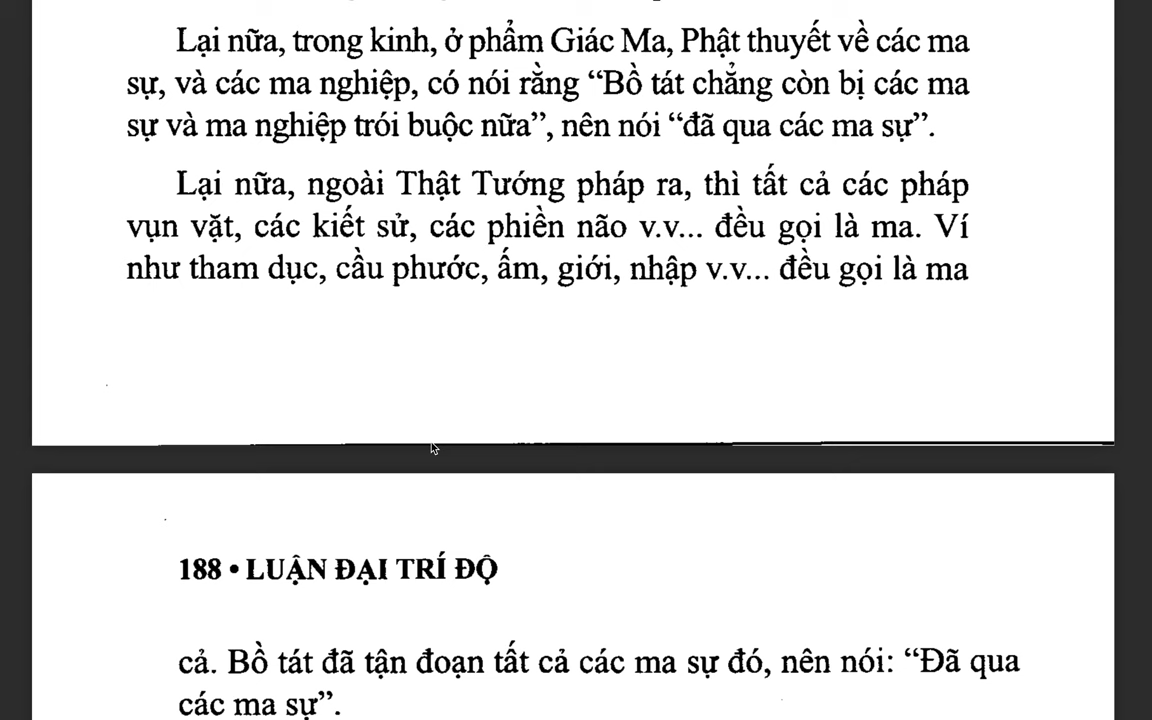 Lại nữa, trong kinh, ở phẩm Giác Ma, Phật thuyết về các ma
sự, và các ma nghiệp, có nói rằng “Bồ tát chẳng còn bị các ma
sự và ma nghiệp trói buộc nữa”, nên nói “đã qua các ma sự”.
Lại nữa, ngoài Thật Tướng pháp ra, thì tất cả các pháp
vụn vặt, các kiết sử, các phiền não v.v... đều gọi là ma. Ví
như tham dục, cầu phước, ấm, giới, nhập v.v... đều gọi là ma
188 • LUẬN ĐẠI TRÍ ĐỘ
cả. Bồ tát đã tận đoạn tất cả các ma sự đó, nên nói: “Đã qua
các ma sự”.